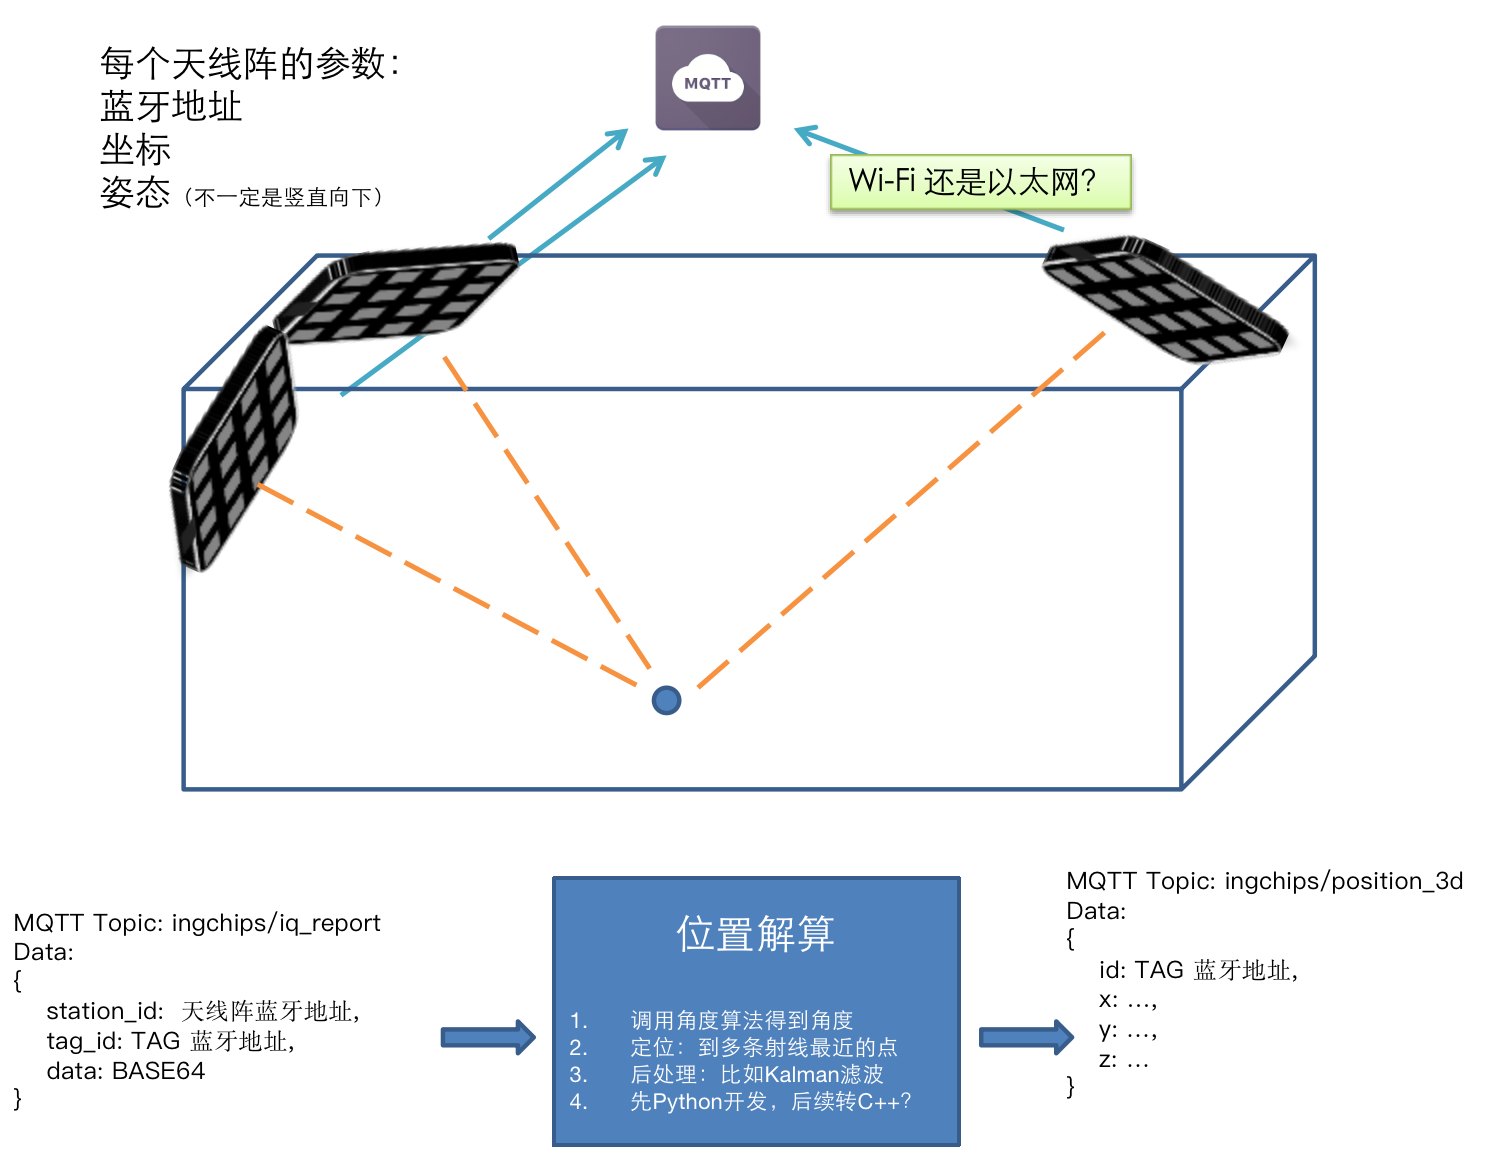 每个天线阵的参数：
蓝牙地址
坐标
姿态（不一定是竖直向下）
MQTT
Wi-Fi 还是以太网？
MQTT Topic: ingchips/iq_report
Data:
{
station_id: 天线阵蓝牙地址,
tag_id: TAG 蓝牙地址,
data: BASE64
}
位置解算
1. 调用角度算法得到角度
2. 定位：到多条射线最近的点
3. 后处理：比如Kalman滤波
4. 先Python开发，后续转C++？
MQTT Topic: ingchips/position_3d
Data:
{
id: TAG 蓝牙地址,
x: …,
y: …,
z: …
}